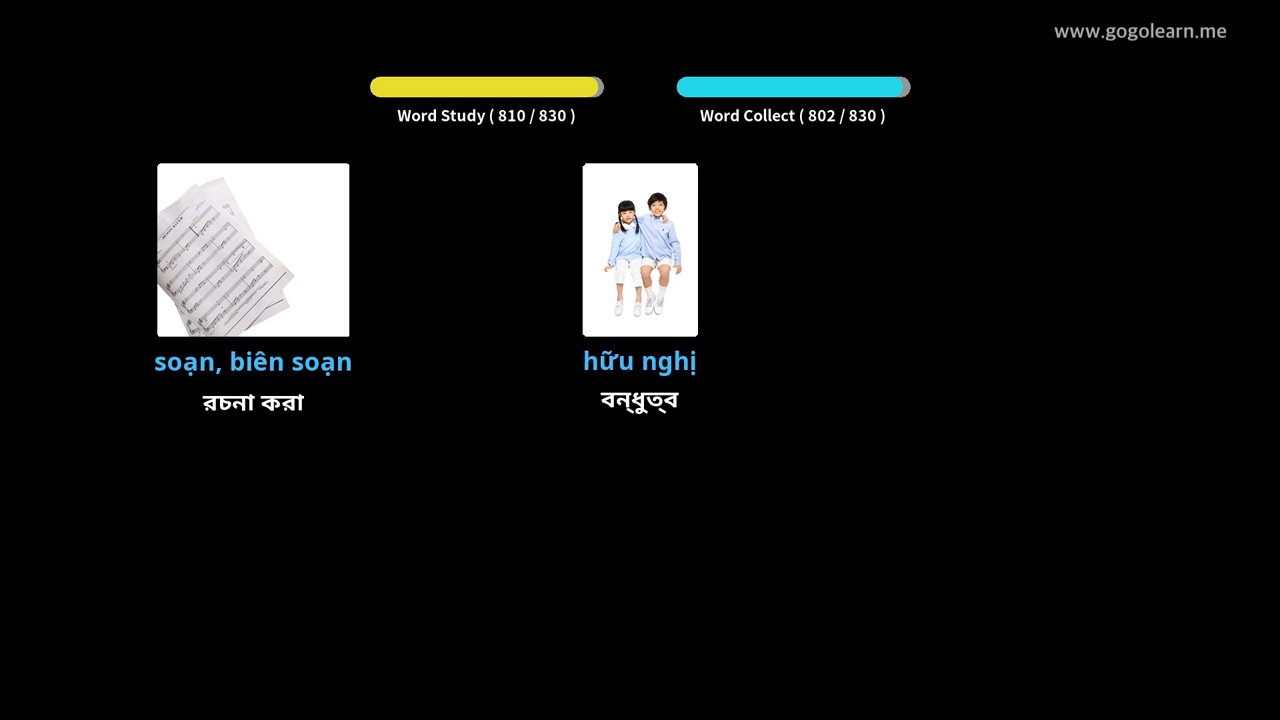 www.gogolearn.me
Word Study ( 810 / 830 )
Word Collect ( 802 / 830 )
soạn, biên soạn
hữu nghị
রচনা করা
বন্ধুত্ব